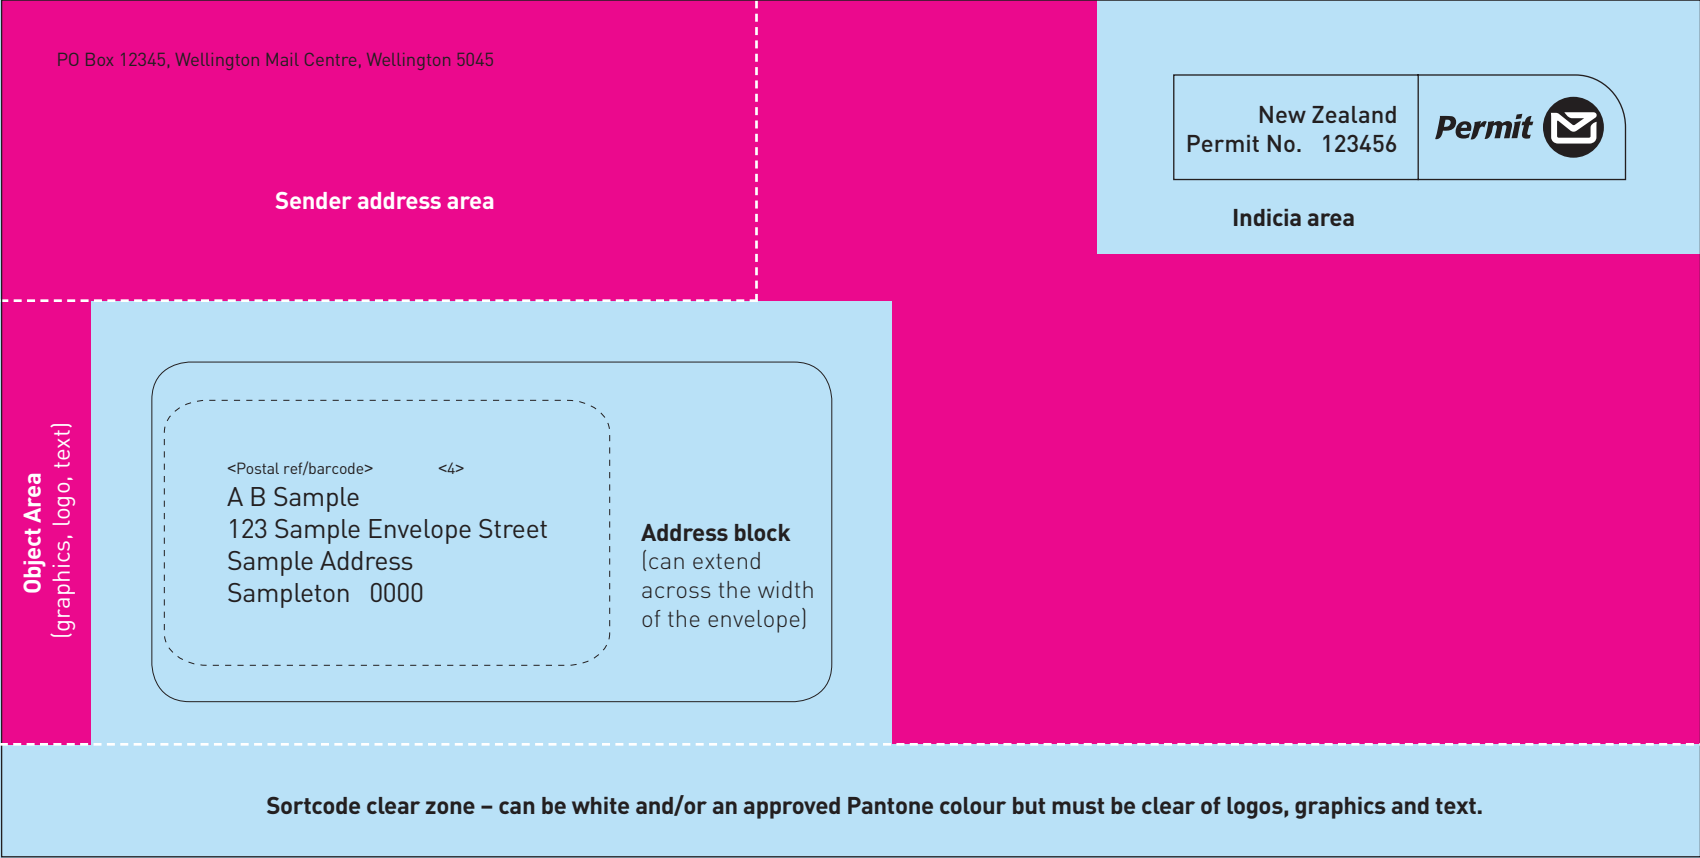 PO Box 12345, Wellington Mail Centre, Wellington 5045
Sender address area
New Zealand
Permit No. 123456
Permit
Indicia area
Object Area
(graphics, logo, text)
<Postal ref/barcode> <4>
A B Sample
123 Sample Envelope Street
Sample Address
Sampleton 0000
Address block
(can extend
across the width
of the envelope)
Sortcode clear zone – can be white and/or an approved Pantone colour but must be clear of logos, graphics and text.